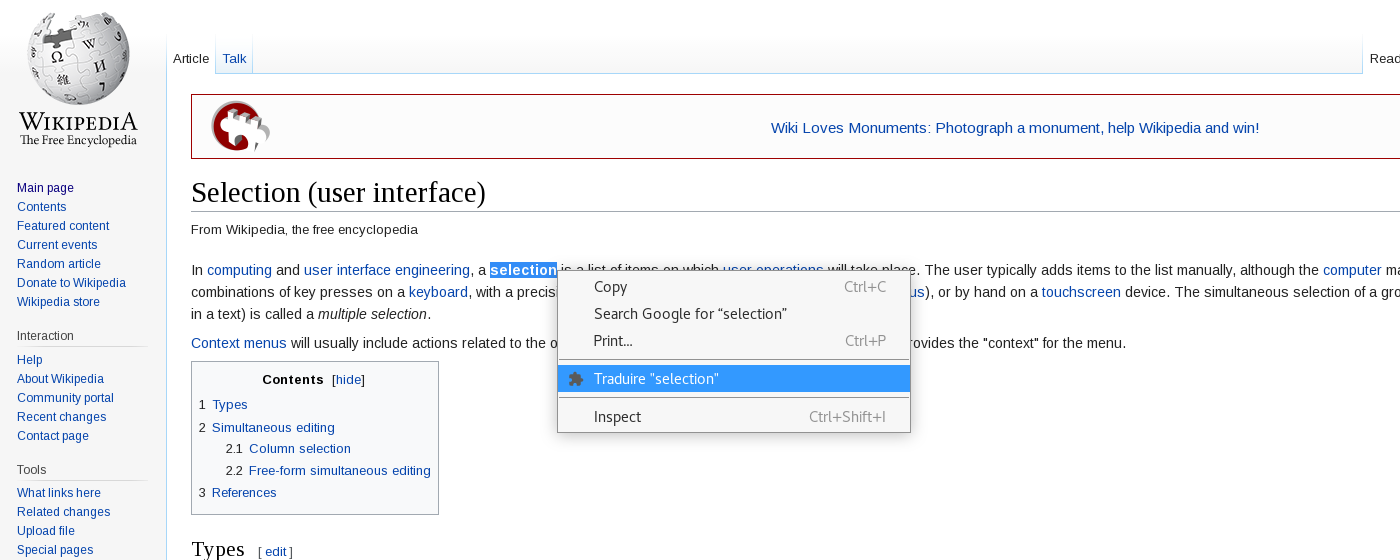 WIKIPEDIA
The Free Encyclopedia
Main page
Contents
Featured content
Current events
Random article
Donate to Wikipedia
Wikipedia store
Interaction
Help
About Wikipedia
Community portal
Recent changes
Contact page
Tools
What links here
Related changes
Upload file
Special pages
Article Talk Read
Wiki Loves Monuments: Photograph a monument, help Wikipedia and win!
Selection (user interface)
From Wikipedia, the free encyclopedia
In computing and user interface engineering, a selection is a list of items on which user operations will take place. The user typically adds items to the list manually, although the computer
combinations of key presses on a keyboard, with a ), or by hand on a touchscreen device. The simultaneous selection of a
in a text) is called a multiple selection.
Context menus will usually include actions related to the the "context" for the menu.
Copy Ctrl+C
Search Google for “selection”
Print... Ctrl+P
Traduire "selection"
Inspect Ctrl+Shift+I
Contents [hide]
1 Types
2 Simultaneous editing
2.1 Column selection
2.2 Free-form simultaneous editing
3 References
Types [ edit ]